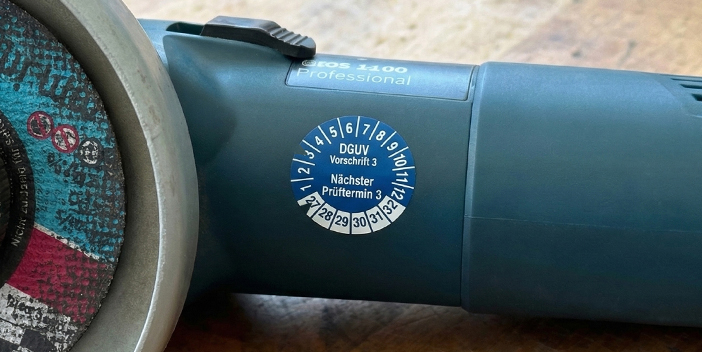 1100
Professional
1 2 3 4 5 6 7 8 9 10 11 12
DGUV
Vorschrift 3
Nächster
Prüftermin 3
27 28 29 30 31 32